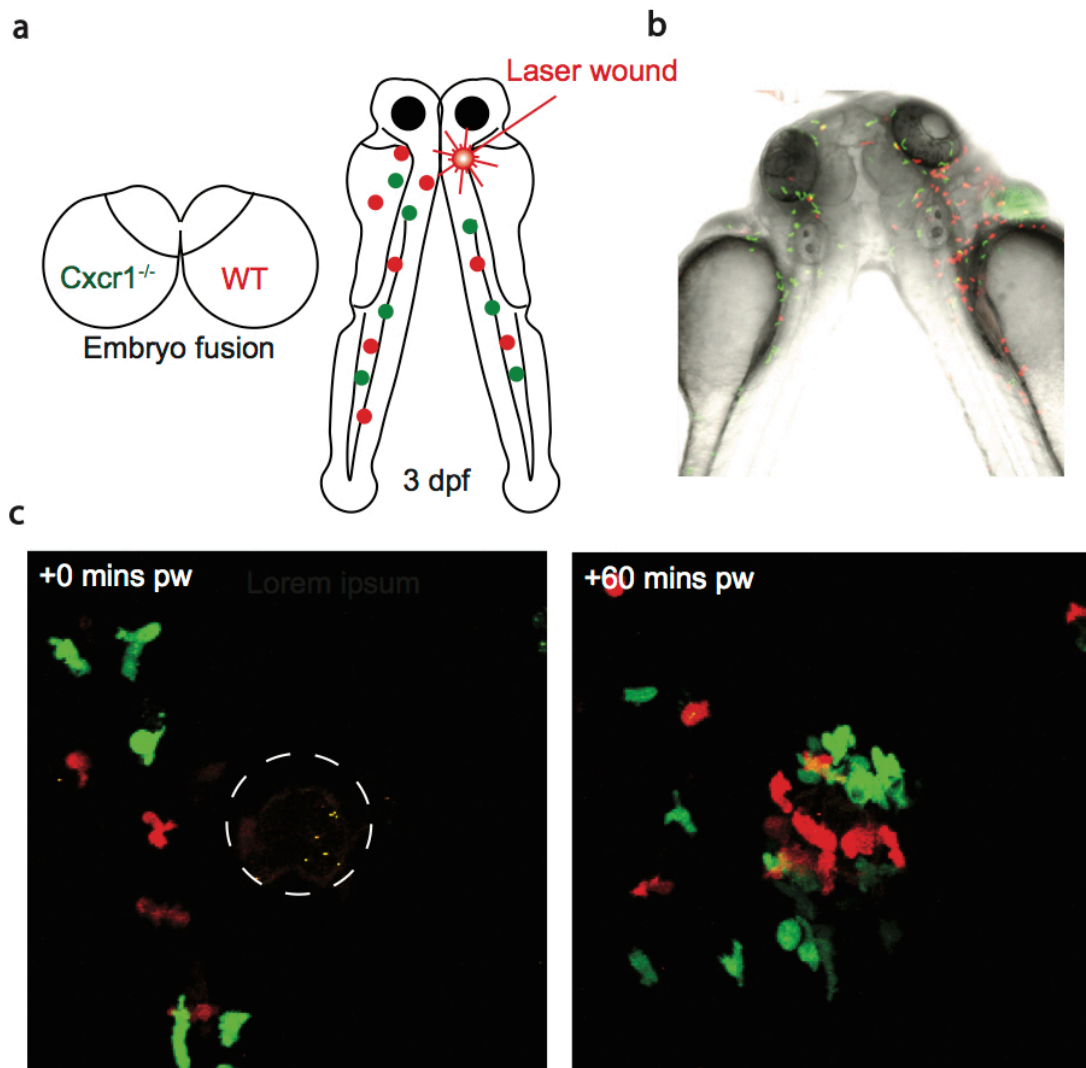 a
b
Laser wound
Cxcr1-/-
WT
Embryo fusion
3 dpf
c
+0 mins pw
Lorem ipsum
+60 mins pw